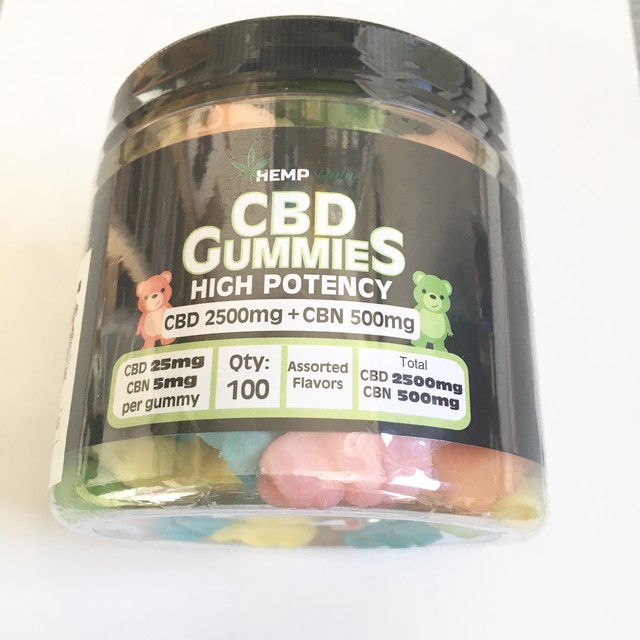 HEMP Baby
CBD
GUMMIES
HIGH POTENCY
CBD 2500mg + CBN 500mg
CBD 25mg
CBN 5mg
per gummy
Qty:
100
Assorted
Flavors
Total
CBD 2500mg
CBN 500mg